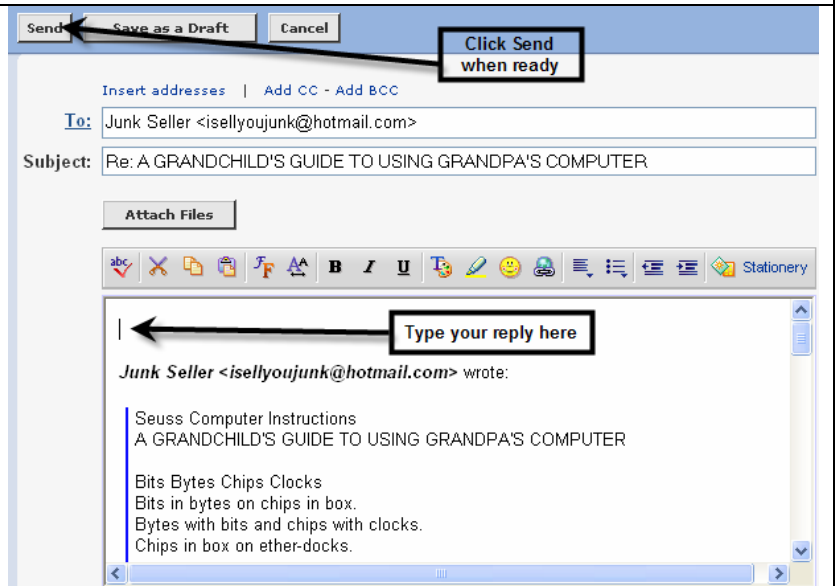 Send Save as a Draft Cancel
Click Send
when ready
Insert addresses | Add CC - Add BCC
To: Junk Seller <isellyoujunk@hotmail.com>
Subject: Re: A GRANDCHILD'S GUIDE TO USING GRANDPA'S COMPUTER
Attach Files
abc F F A A B I U T Stationery
Type your reply here
Junk Seller <isellyoujunk@hotmail.com> wrote:
Seuss Computer Instructions
A GRANDCHILD'S GUIDE TO USING GRANDPA'S COMPUTER
Bits Bytes Chips Clocks
Bits in bytes on chips in box.
Bytes with bits and chips with clocks.
Chips in box on ether-docks.